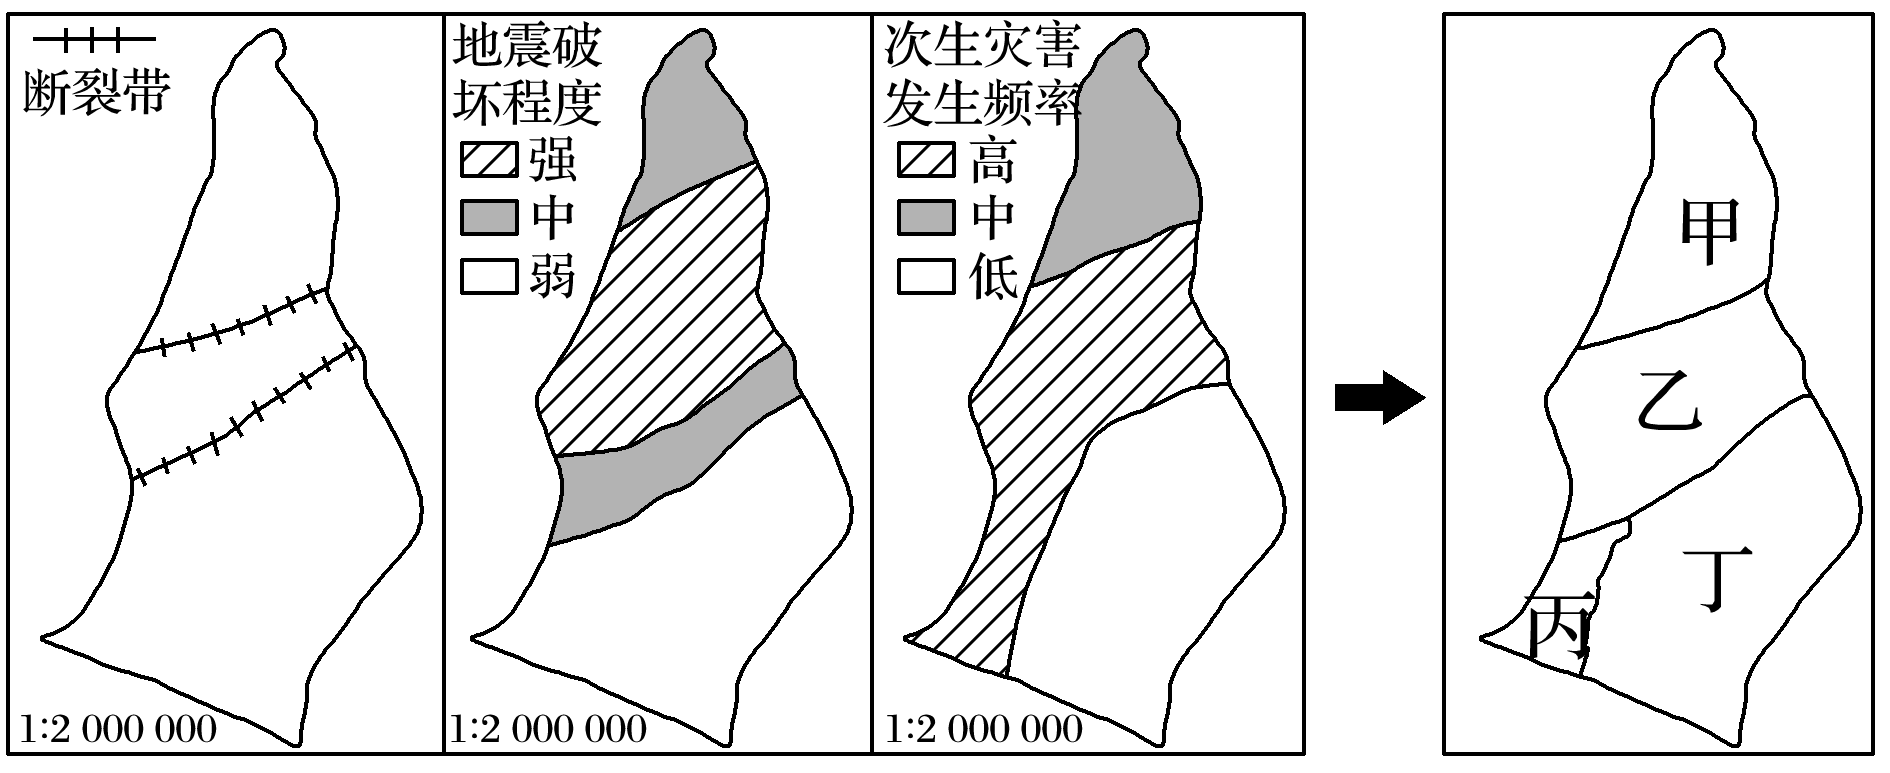 断裂带
1:2 000 000
地震破
坏程度
强
中
弱
1:2 000 000
次生灾害
发生频率
高
中
低
1:2 000 000
甲
乙
丙
丁